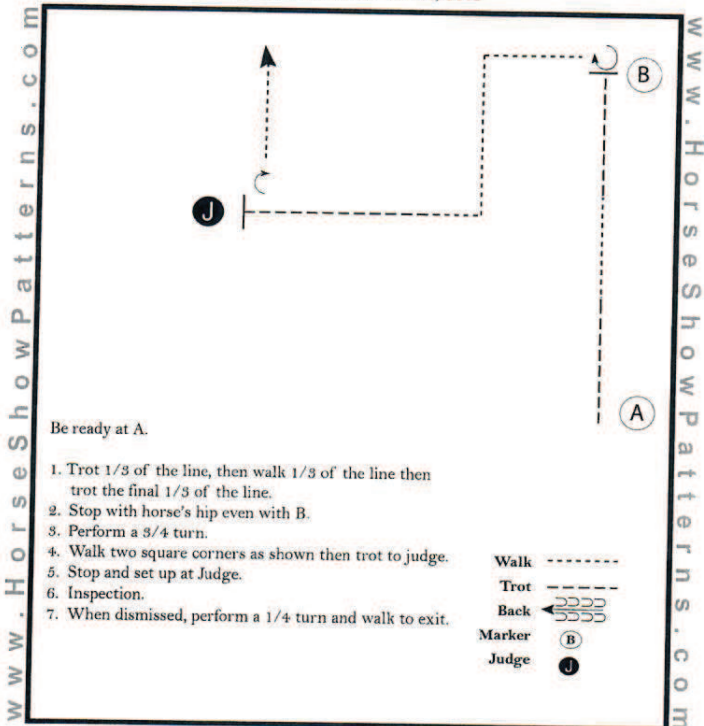 www.HorseShowPatterns.com
B
J
A
Be ready at A.
1. Trot 1/3 of the line, then walk 1/3 of the line then
trot the final 1/3 of the line.
2. Stop with horse's hip even with B.
3. Perform a 3/4 turn.
4. Walk two square corners as shown then trot to judge.
5. Stop and set up at Judge.
6. Inspection.
7. When dismissed, perform a 1/4 turn and walk to exit.
Walk
Trot
Back
Marker B
Judge J
www.HorseShowPatterns.com